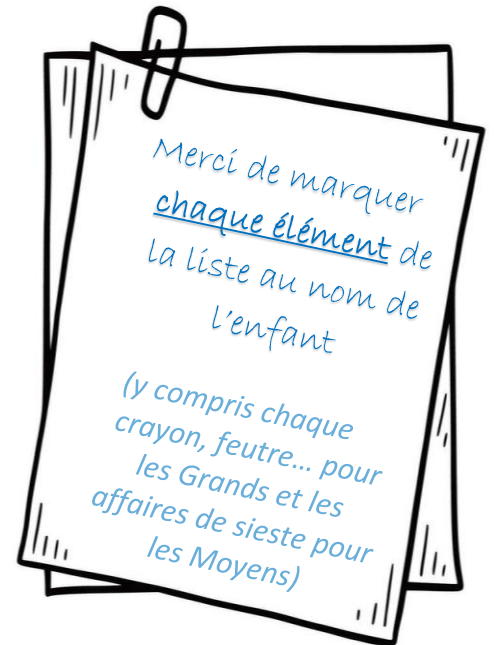 Merci de marquer
chaque élément de
la liste au nom de
l'enfant
(y compris chaque
crayon, feutre... pour
les Grands et les
affaires de sieste pour
les Moyens)